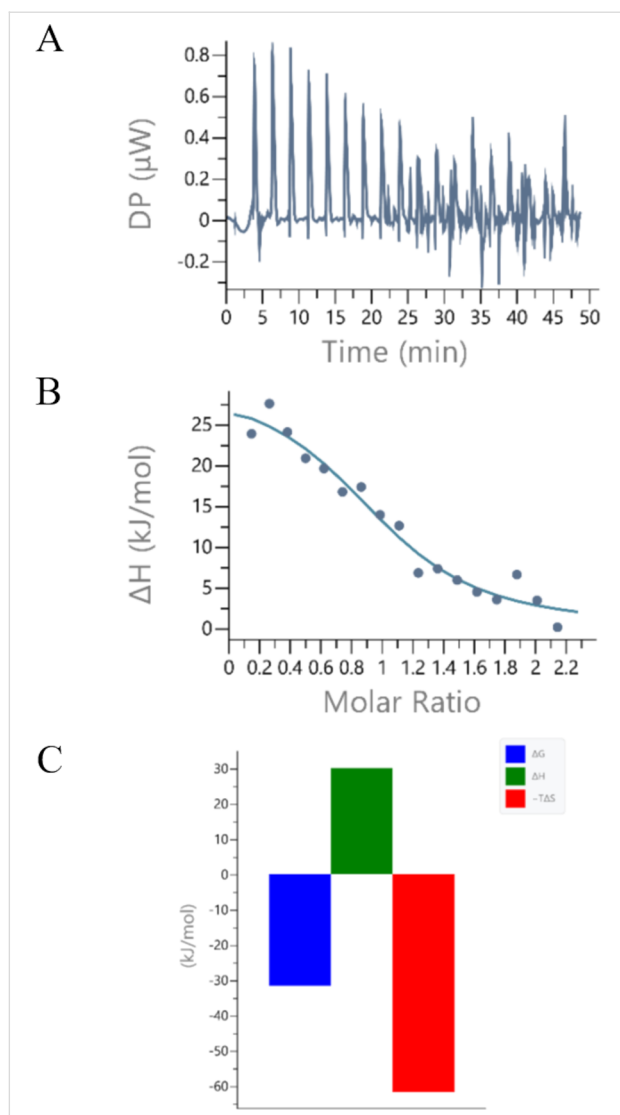 A
DP (μW)
0.8
0.6
0.4
0.2
0
-0.2
0 5 10 15 20 25 30 35 40 45 50
Time (min)
B
ΔH (kJ/mol)
25
20
15
10
5
0
0 0.2 0.4 0.6 0.8 1 1.2 1.4 1.6 1.8 2 2.2
Molar Ratio
C
ΔG
ΔH
-TΔS
(kJ/mol)
30
20
10
0
-10
-20
-30
-40
-50
-60